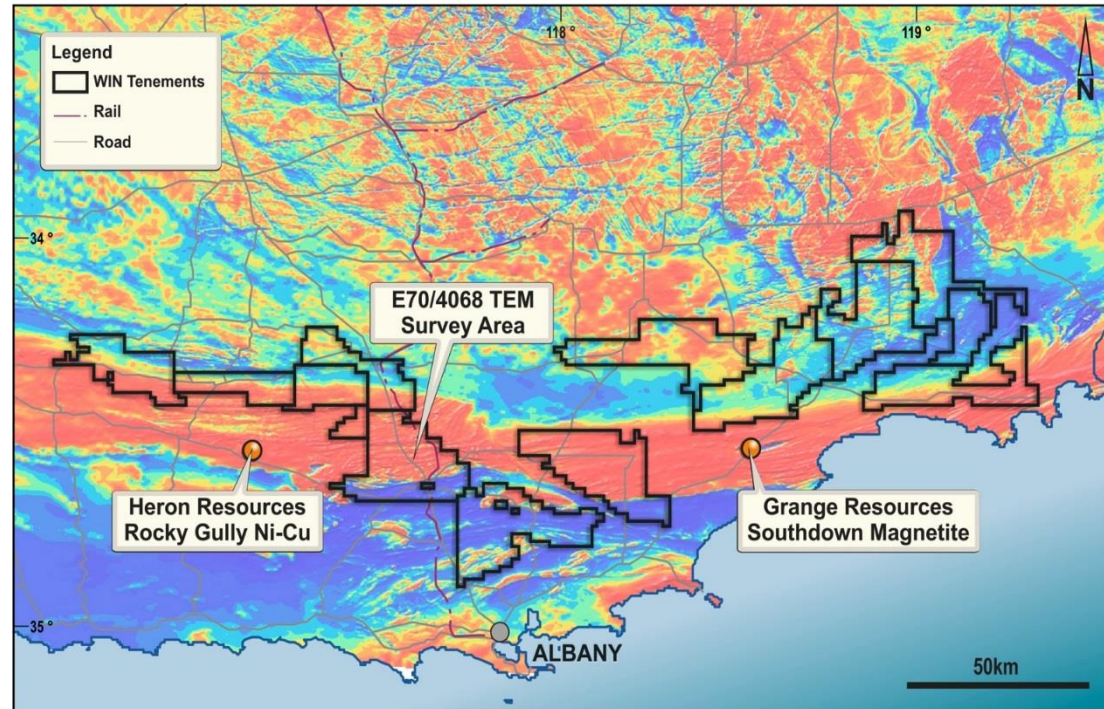 118°
119°
Legend
WIN Tenements
Rail
Road
N
34°
E70/4068 TEM
Survey Area
Heron Resources
Rocky Gully Ni-Cu
Grange Resources
Southdown Magnetite
35°
ALBANY
50km